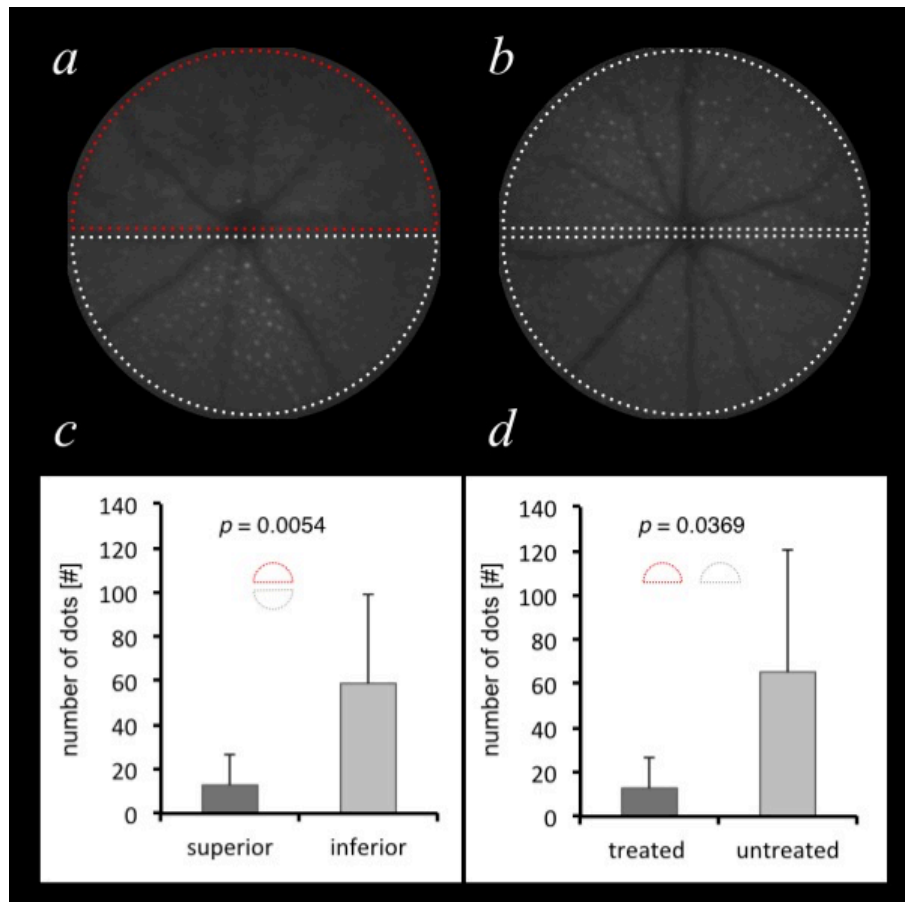 a
b
c
d
p = 0.0054
number of dots [#]
140
120
100
80
60
40
20
0
superior
inferior
p = 0.0369
number of dots [#]
140
120
100
80
60
40
20
0
treated
untreated